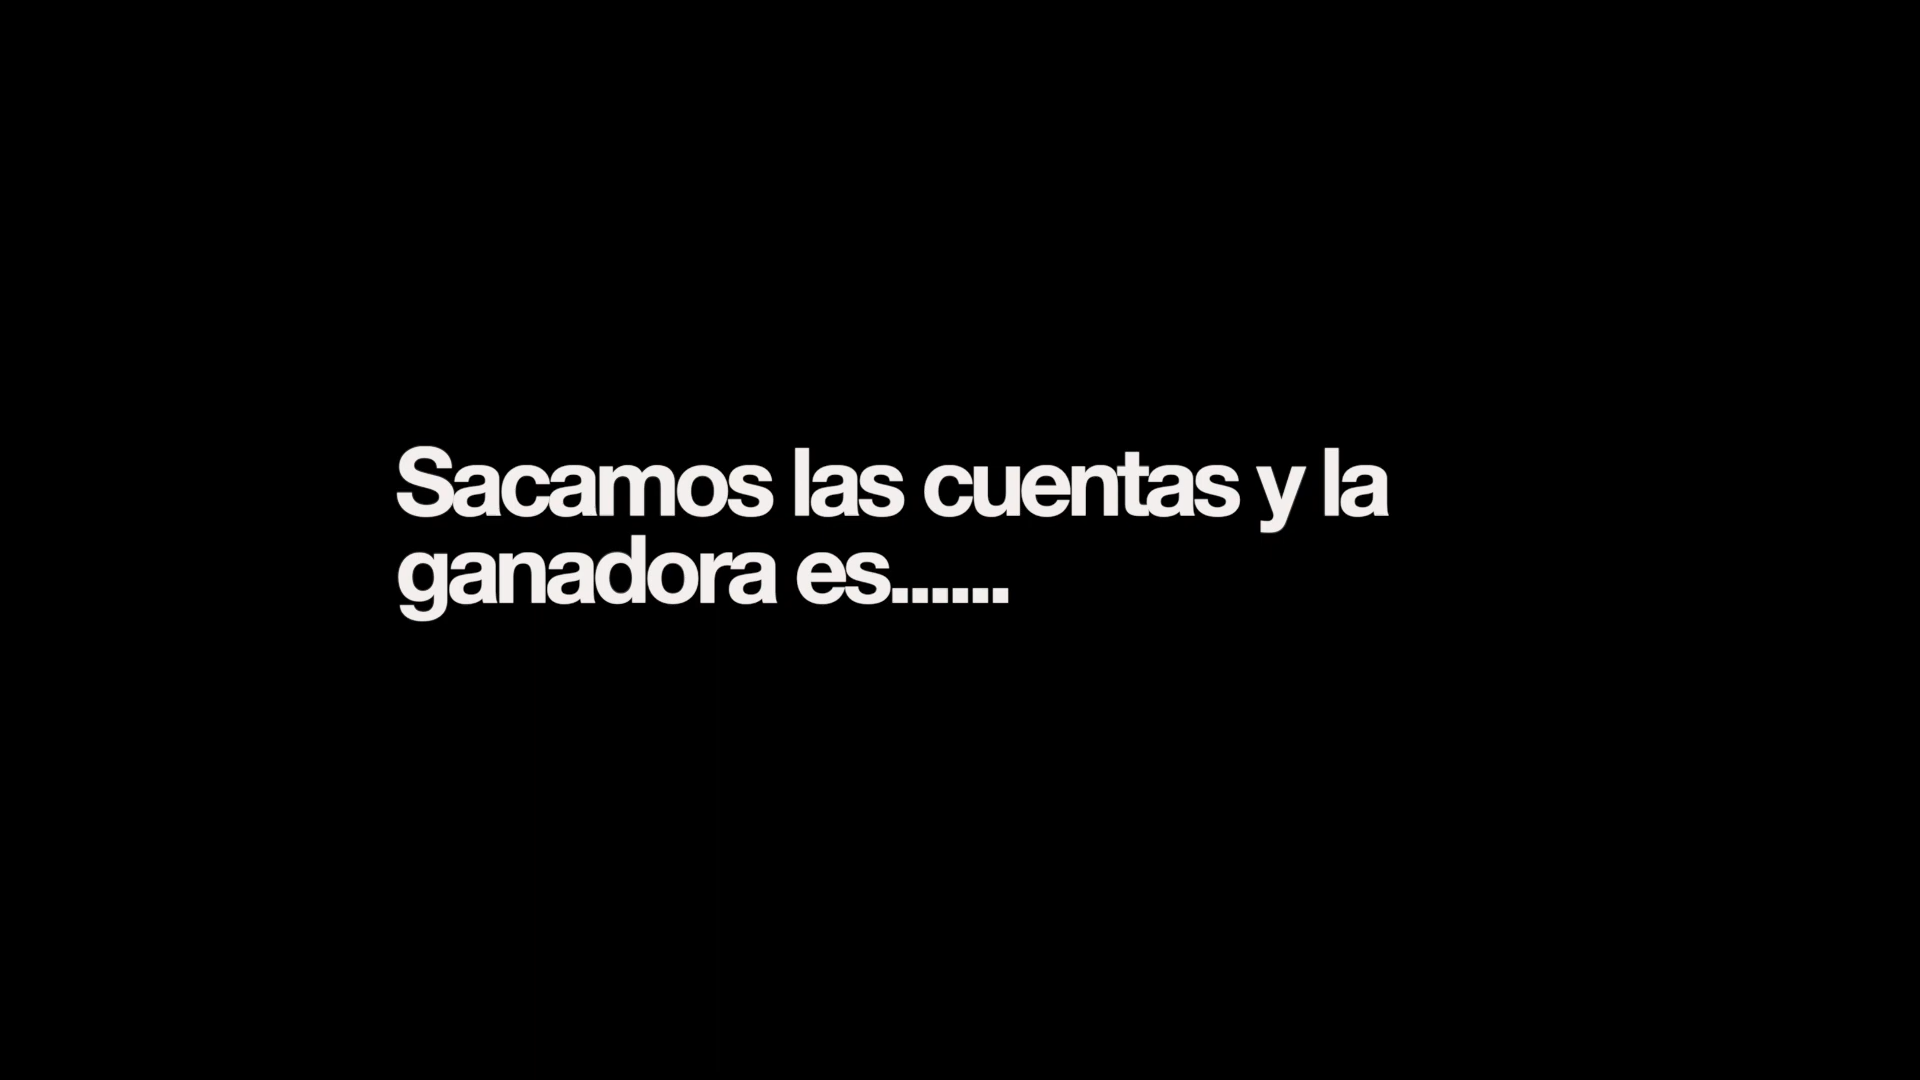 Sacamos las cuentas y la
ganadora es......